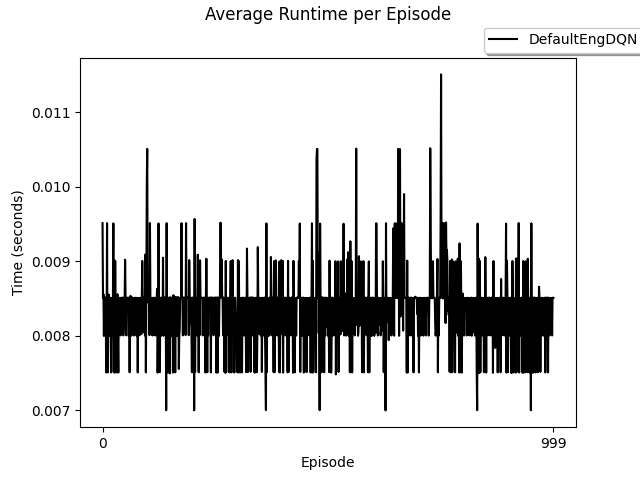 Average Runtime per Episode
DefaultEngDQN
0.011
0.010
0.009
0.008
0.007
Time (seconds)
0
999
Episode